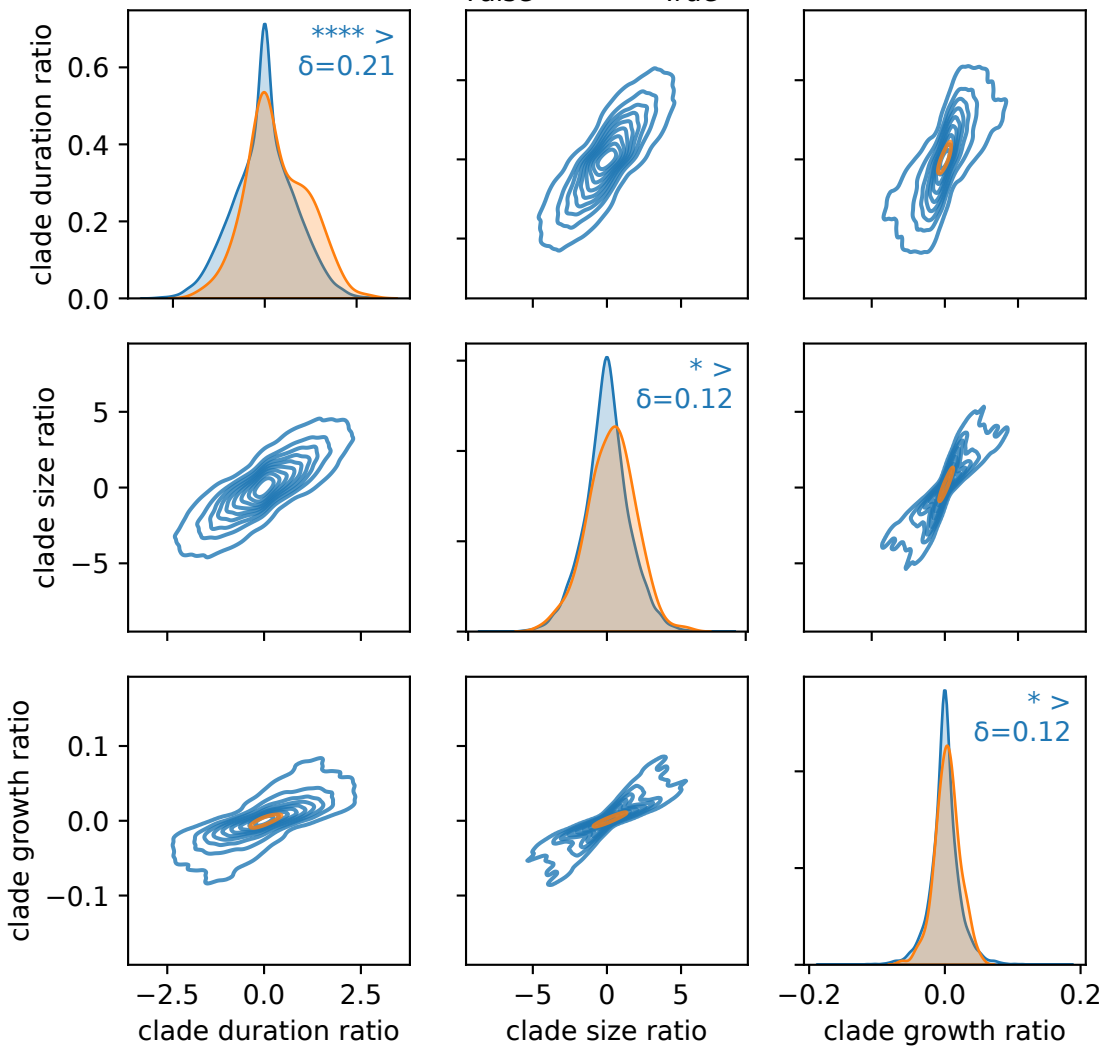 clade duration ratio
0.6
0.4
0.2
0.0
**** >
δ=0.21
clade size ratio
5
0
−5
* >
δ=0.12
clade growth ratio
0.1
0.0
−0.1
* >
δ=0.12
−2.5 0.0 2.5
−5 0 5
−0.2 0.0 0.2
clade duration ratio
clade size ratio
clade growth ratio